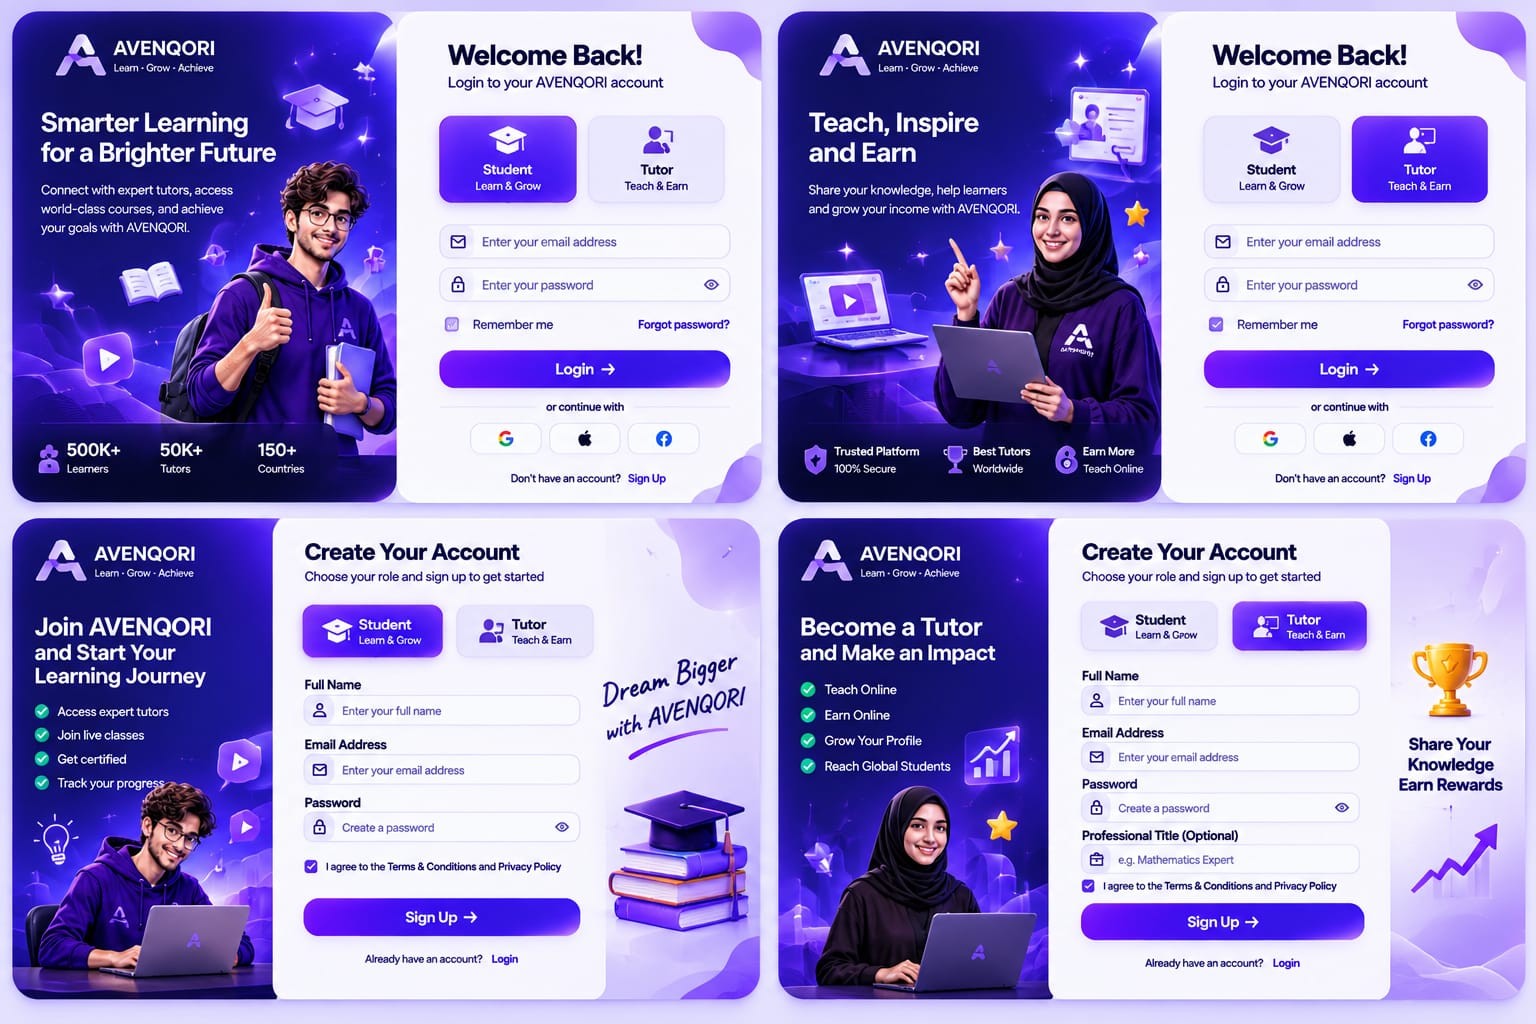 AVENQORI
Learn · Grow · Achieve
Smarter Learning
for a Brighter Future
Connect with expert tutors, access
world-class courses, and achieve
your goals with AVENQORI.
500K+
Learners
50K+
Tutors
150+
Countries
Welcome Back!
Login to your AVENQORI account
Student
Learn & Grow
Tutor
Teach & Earn
Enter your email address
Enter your password
Remember me
Forgot password?
Login →
or continue with
Don't have an account? Sign Up
AVENQORI
Learn · Grow · Achieve
Teach, Inspire
and Earn
Share your knowledge, help learners
and grow your income with AVENQORI.
Trusted Platform
100% Secure
Best Tutors
Worldwide
Earn More
Teach Online
Welcome Back!
Login to your AVENQORI account
Student
Learn & Grow
Tutor
Teach & Earn
Enter your email address
Enter your password
Remember me
Forgot password?
Login →
or continue with
Don't have an account? Sign Up
AVENQORI
Learn · Grow · Achieve
Join AVENQORI
and Start Your
Learning Journey
Access expert tutors
Join live classes
Get certified
Track your progress
Create Your Account
Choose your role and sign up to get started
Student
Learn & Grow
Tutor
Teach & Earn
Full Name
Enter your full name
Email Address
Enter your email address
Password
Create a password
I agree to the Terms & Conditions and Privacy Policy
Sign Up →
Already have an account? Login
Dream Bigger
with AVENQORI
AVENQORI
Learn · Grow · Achieve
Become a Tutor
and Make an Impact
Teach Online
Earn Online
Grow Your Profile
Reach Global Students
Create Your Account
Choose your role and sign up to get started
Student
Learn & Grow
Tutor
Teach & Earn
Full Name
Enter your full name
Email Address
Enter your email address
Password
Create a password
Professional Title (Optional)
e.g. Mathematics Expert
I agree to the Terms & Conditions and Privacy Policy
Sign Up →
Already have an account? Login
Share Your
Knowledge
Earn Rewards